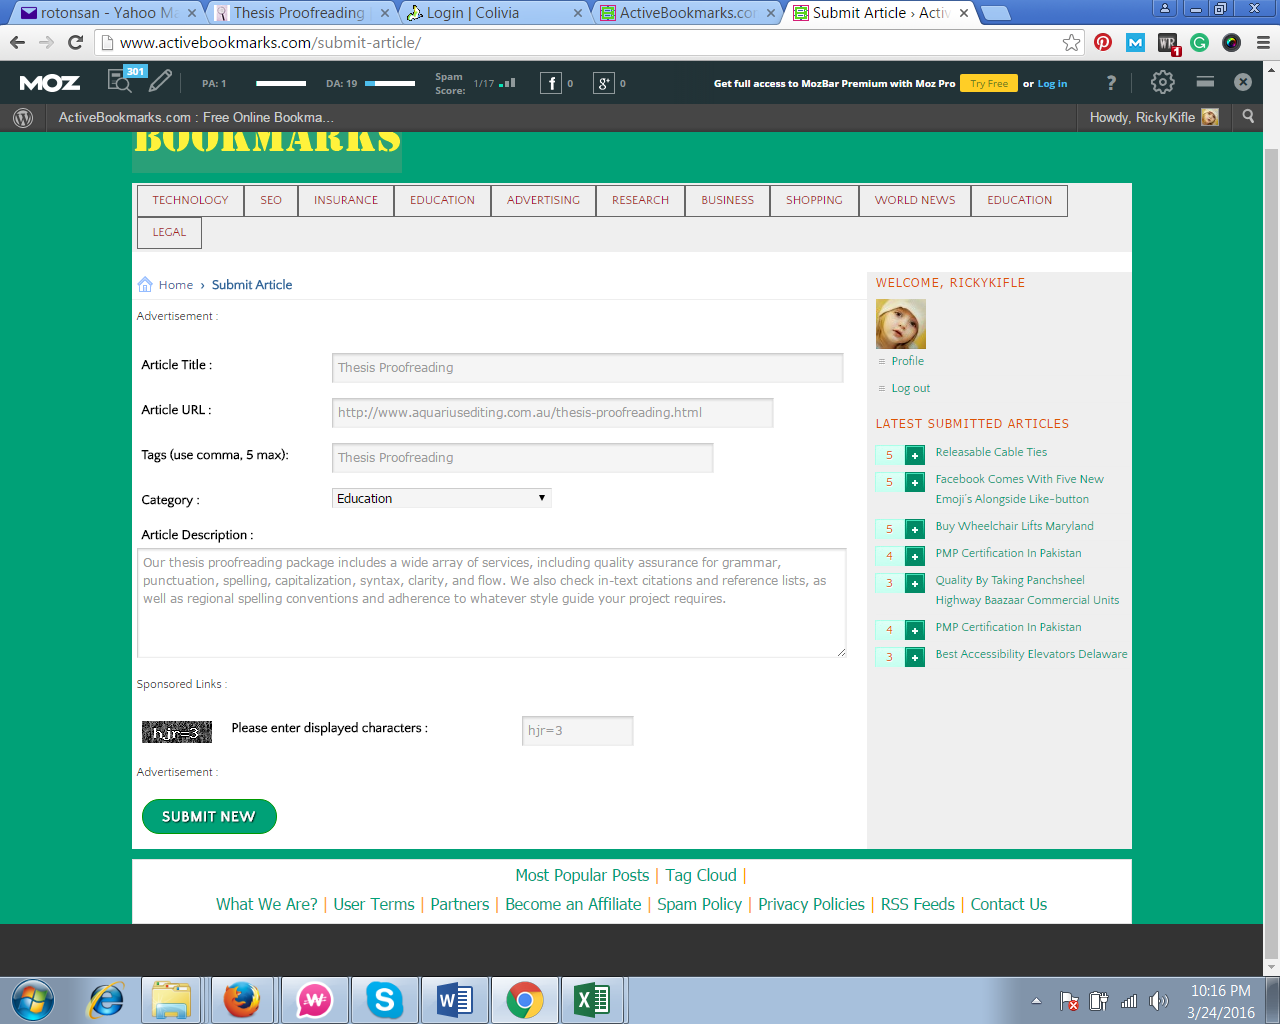 rotonsan - Yahoo Ma
Thesis Proofreading
Login | Colivia
ActiveBookmarks.co
Submit Article › Activ
www.activebookmarks.com/submit-article/
MOZ
301
PA: 1
DA: 19
Spam Score:
1/17
0
0
Get full access to MozBar Premium with Moz Pro
Try Free
or Log in
ActiveBookmarks.com : Free Online Bookma...
Howdy, RickyKifle
BOOKMARKS
TECHNOLOGY
SEO
INSURANCE
EDUCATION
ADVERTISING
RESEARCH
BUSINESS
SHOPPING
WORLD NEWS
EDUCATION
LEGAL
Home › Submit Article
Advertisement :
Article Title :
Thesis Proofreading
Article URL :
http://www.aquariusediting.com.au/thesis-proofreading.html
Tags (use comma, 5 max):
Thesis Proofreading
Category :
Education
Article Description :
Our thesis proofreading package includes a wide array of services, including quality assurance for grammar,
punctuation, spelling, capitalization, syntax, clarity, and flow. We also check in-text citations and reference lists, as
well as regional spelling conventions and adherence to whatever style guide your project requires.
Sponsored Links :
hjr=3
Please enter displayed characters :
hjr=3
Advertisement :
SUBMIT NEW
WELCOME, RICKYKIFLE
Profile
Log out
LATEST SUBMITTED ARTICLES
5 + Releasable Cable Ties
5 + Facebook Comes With Five New
Emoji's Alongside Like-button
5 + Buy Wheelchair Lifts Maryland
4 + PMP Certification In Pakistan
3 + Quality By Taking Panchsheel
Highway Baazaar Commercial Units
4 + PMP Certification In Pakistan
3 + Best Accessibility Elevators Delaware
Most Popular Posts | Tag Cloud |
What We Are? | User Terms | Partners | Become an Affiliate | Spam Policy | Privacy Policies | RSS Feeds | Contact Us
10:16 PM
3/24/2016